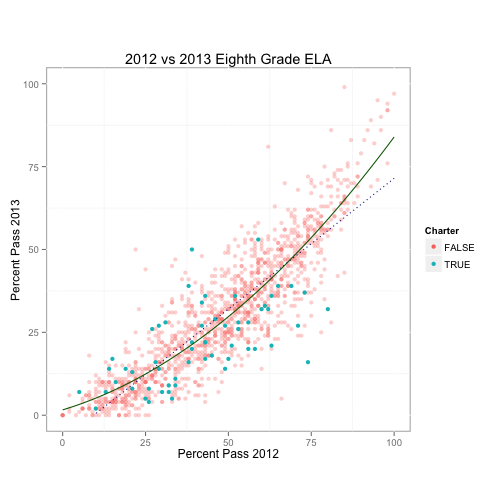 2012 vs 2013 Eighth Grade ELA
100
75
50
25
0
Percent Pass 2013
0 25 50 75 100
Percent Pass 2012
Charter
FALSE
TRUE